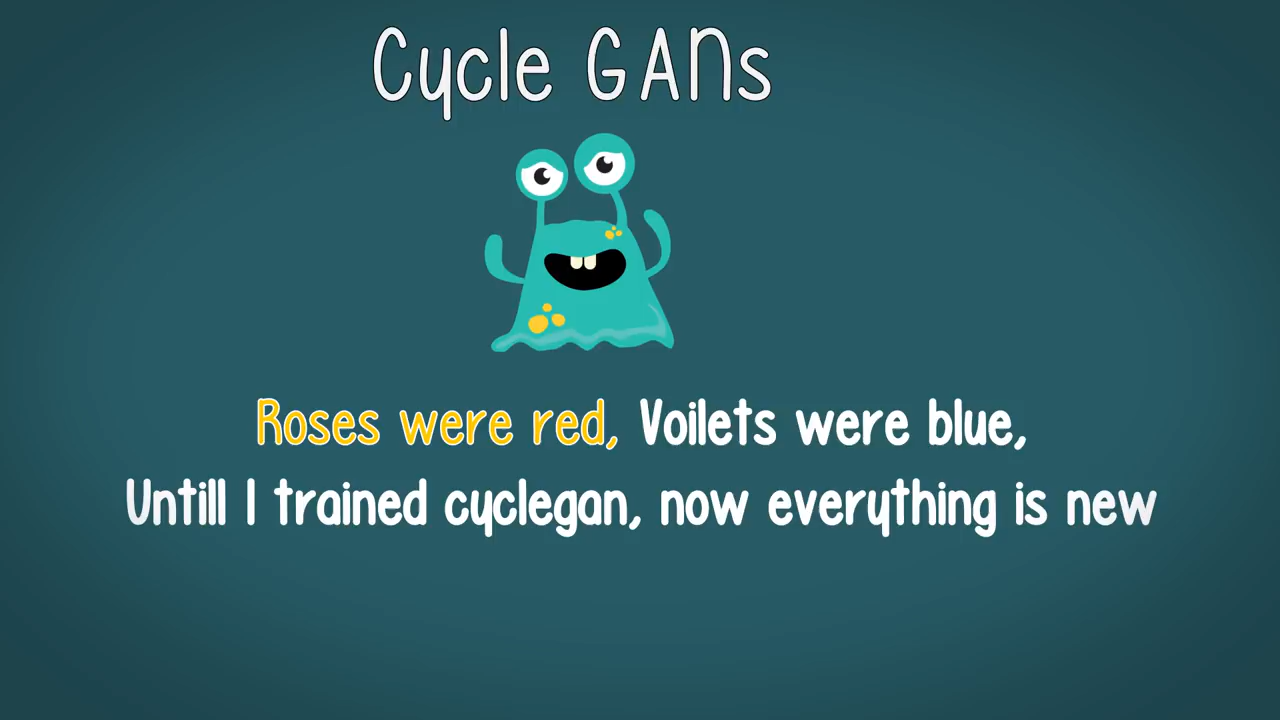 Cycle GANs
Roses were red, Voilets were blue,
Untill I trained cyclegan, now everything is new